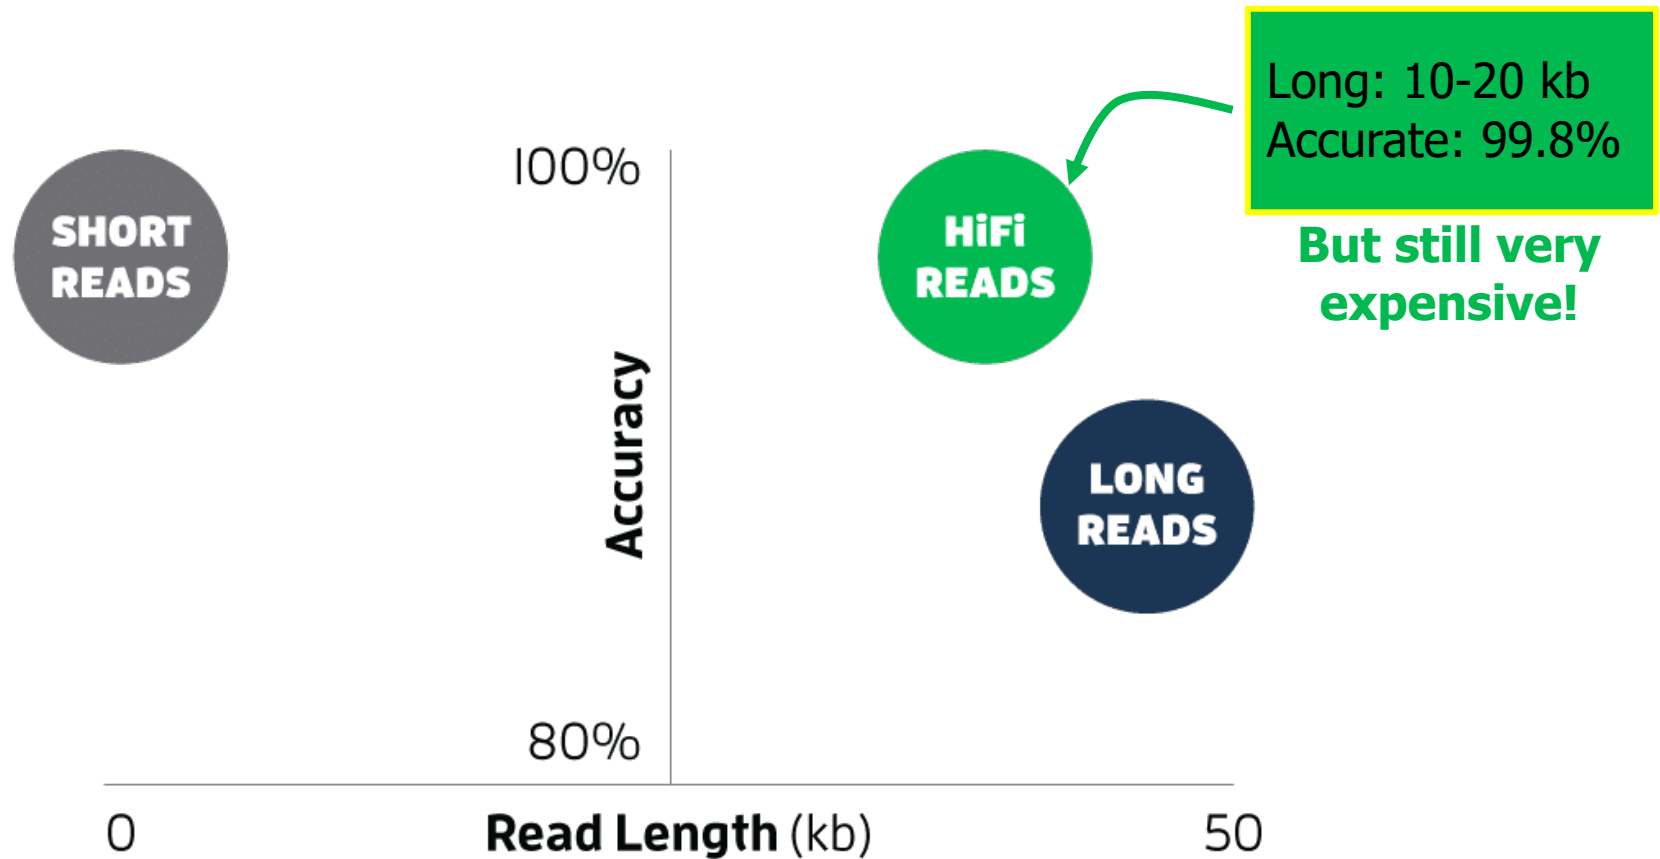 Long: 10-20 kb
Accurate: 99.8%
But still very
expensive!
100%
SHORT
READS
HiFi
READS
Accuracy
LONG
READS
80%
0
Read Length (kb)
50